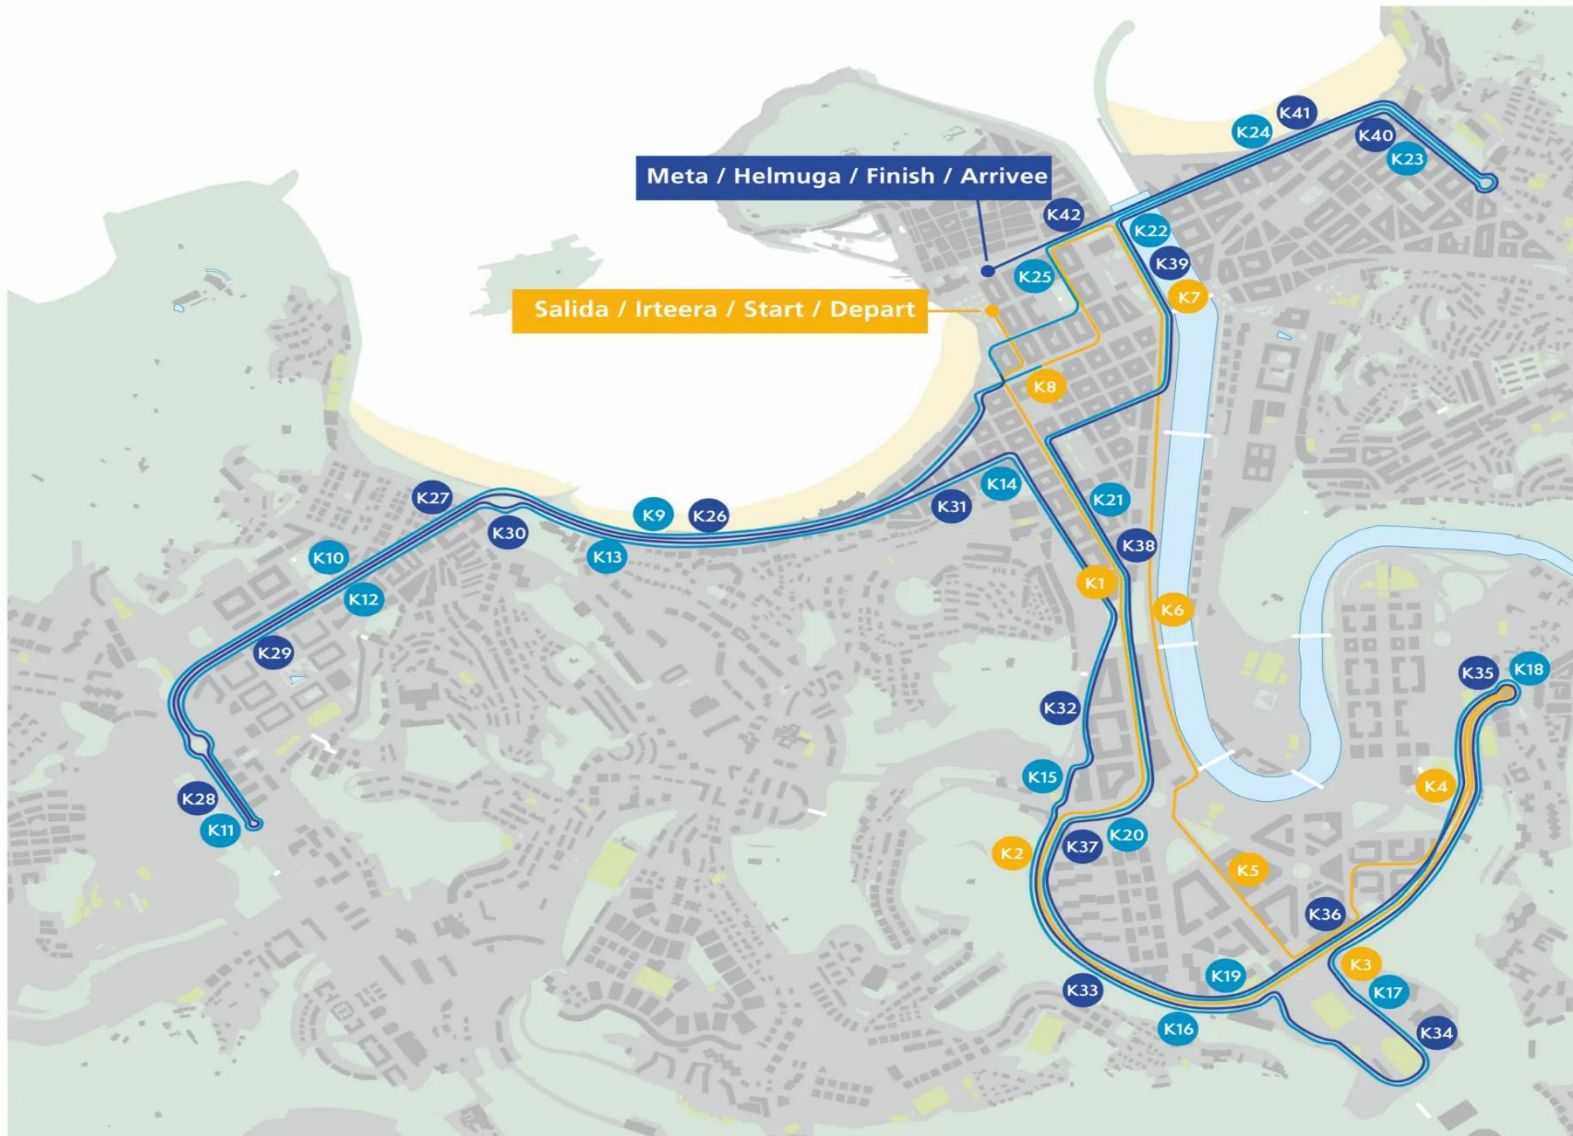 K41
K24
K40
K23
Meta / Helmuga / Finish / Arrivee
K42
K22
K39
K25
K7
Salida / Irteera / Start / Depart
K8
K27
K14
K31
K21
K9
K26
K30
K13
K38
K10
K12
K1
K6
K29
K35
K18
K32
K15
K4
K28
K11
K20
K37
K2
K5
K36
K3
K19
K17
K33
K16
K34